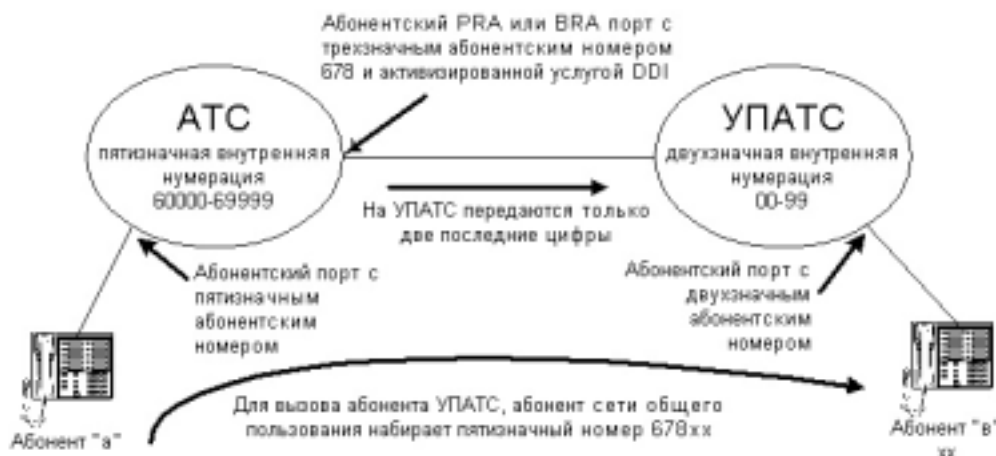 Абонентский PRA или BRA порт с
трехзначным абонентским номером
678 и активизированной услугой DDI
АТС
пятизначная внутренняя
нумерация
60000-69999
УПАТС
двухзначная внутренняя
нумерация
00-99
На УПАТС передаются только
две последние цифры
Абонентский порт с
пятизначным
абонентским
номером
Абонентский порт с
двухзначным
абонентским
номером
Для вызова абонента УПАТС, абонент сети общего
пользования набирает пятизначный номер 678xx
Абонент "а"
Абонент "в"
xx